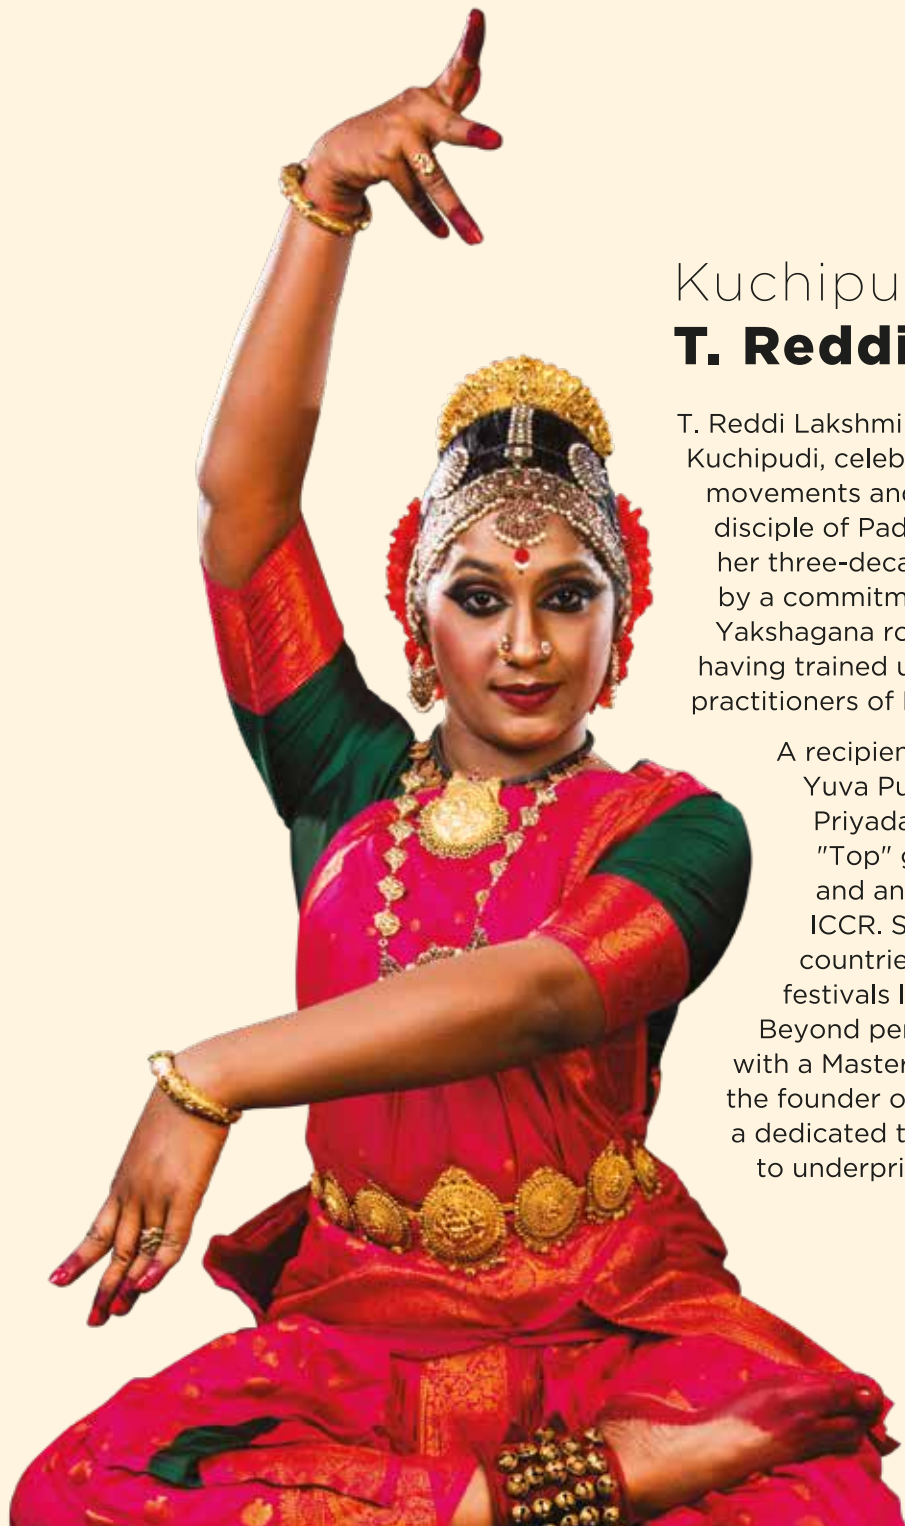 Kuchipu
T. Reddi
T. Reddi Lakshmi
Kuchipudi, celeb
movements and
disciple of Pad
her three-deca
by a commitm
Yakshagana ro
having trained u
practitioners of
A recipien
Yuva Pu
Priyada
"Top" g
and an
ICCR. S
countrie
festivals l
Beyond per
with a Master
the founder o
a dedicated t
to underpri